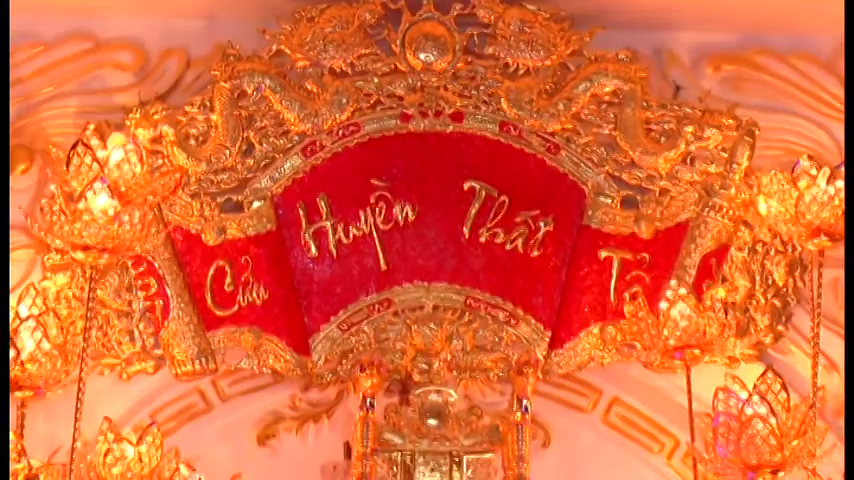 Cửu Huyền Thất Tổ